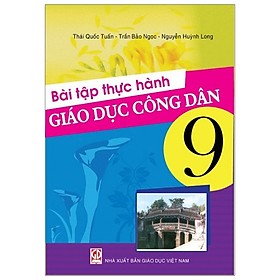 Thái Quốc Tuấn - Trần Bảo Ngọc - Nguyễn Huỳnh Long
Bài tập thực hành
GIÁO DỤC CÔNG DÂN
9
NHÀ XUẤT BẢN GIÁO DỤC VIỆT NAM